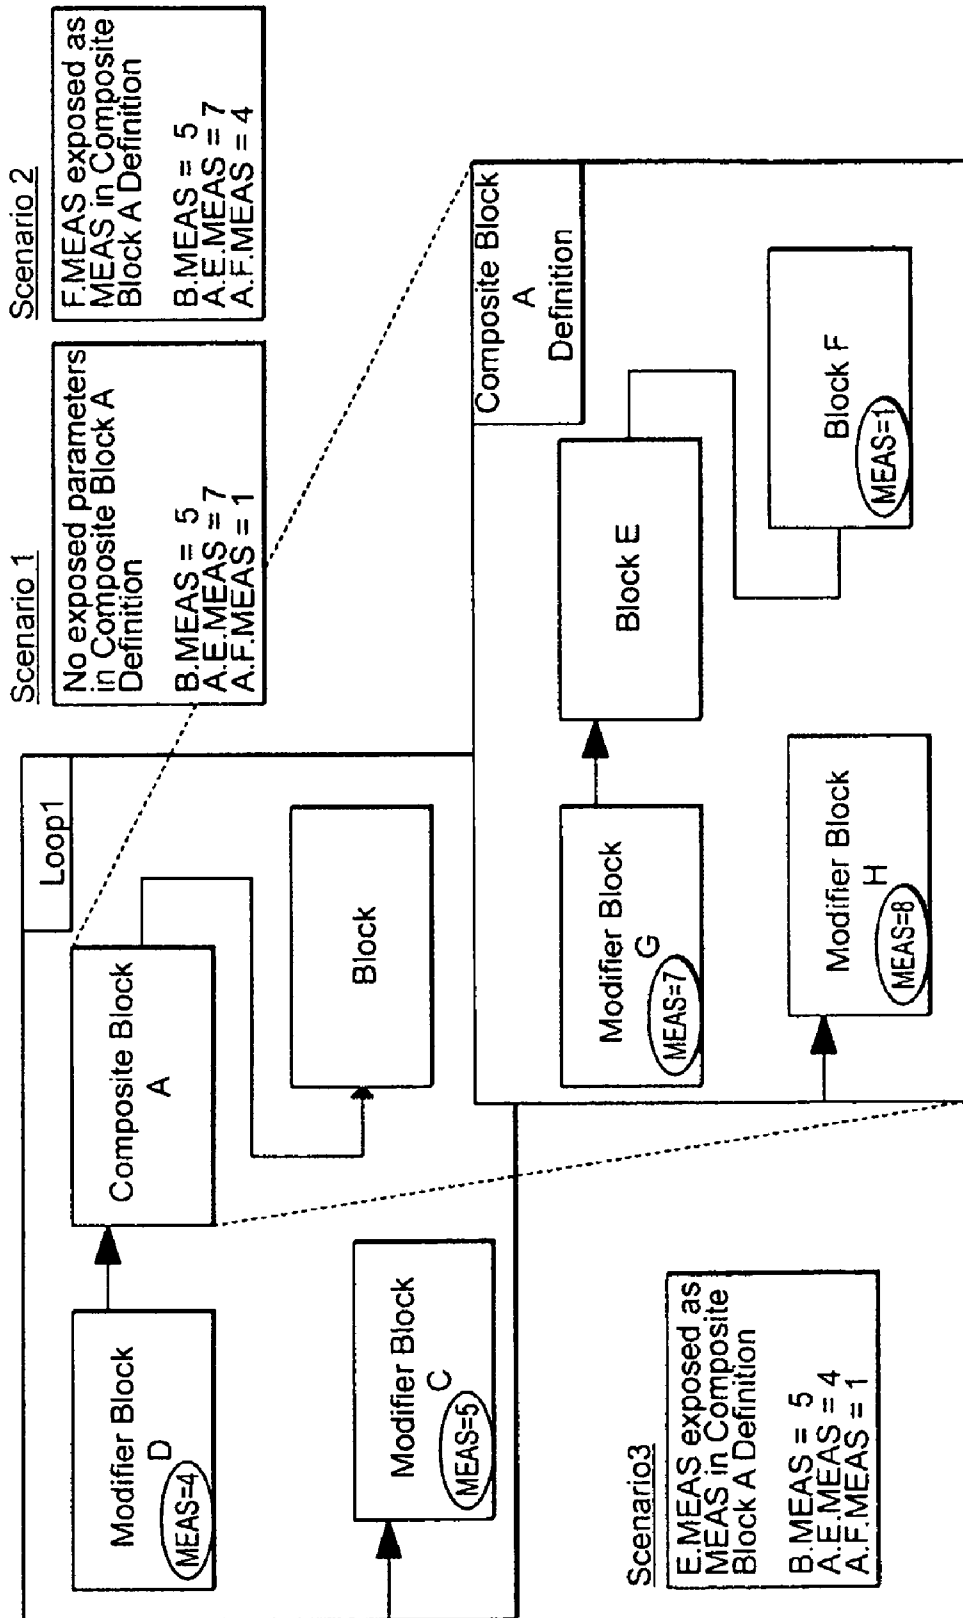 Loop1
Modifier Block
D
MEAS=4
Composite Block
A
Modifier Block
C
MEAS=5
Block
Scenario 1
No exposed parameters
in Composite Block A
Definition
B.MEAS = 5
A.E.MEAS = 7
A.F.MEAS = 1
Scenario 2
F.MEAS exposed as
MEAS in Composite
Block A Definition
B.MEAS = 5
A.E.MEAS = 7
A.F.MEAS = 4
Scenario3
E.MEAS exposed as
MEAS in Composite
Block A Definition
B.MEAS = 5
A.E.MEAS = 4
A.F.MEAS = 1
Composite Block
A
Definition
Modifier Block
G
MEAS=7
Block E
Modifier Block
H
MEAS=8
Block F
MEAS=1